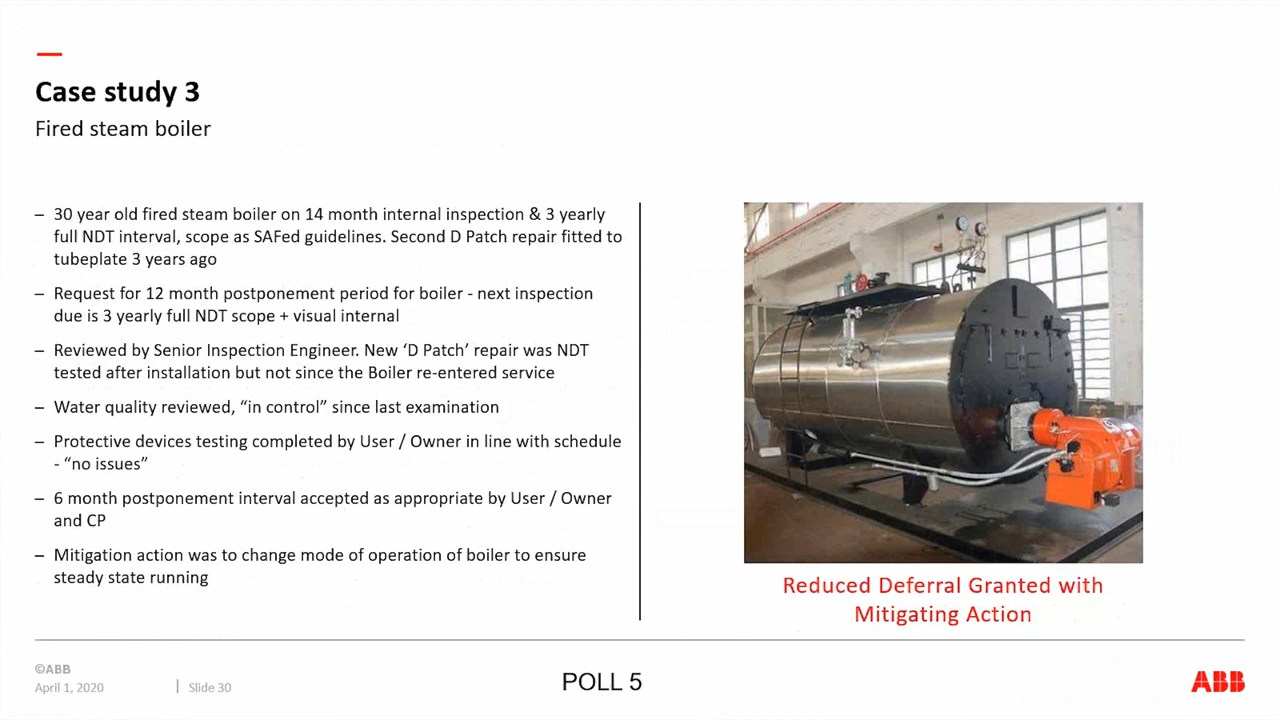 Case study 3
Fired steam boiler
– 30 year old fired steam boiler on 14 month internal inspection & 3 yearly
full NDT interval, scope as SAFed guidelines. Second D Patch repair fitted to
tubeplate 3 years ago
– Request for 12 month postponement period for boiler - next inspection
due is 3 yearly full NDT scope + visual internal
– Reviewed by Senior Inspection Engineer. New ‘D Patch’ repair was NDT
tested after installation but not since the Boiler re-entered service
– Water quality reviewed, “in control” since last examination
– Protective devices testing completed by User / Owner in line with schedule
- “no issues”
– 6 month postponement interval accepted as appropriate by User / Owner
and CP
– Mitigation action was to change mode of operation of boiler to ensure
steady state running
Reduced Deferral Granted with
Mitigating Action
©ABB
April 1, 2020 | Slide 30
POLL 5
ABB